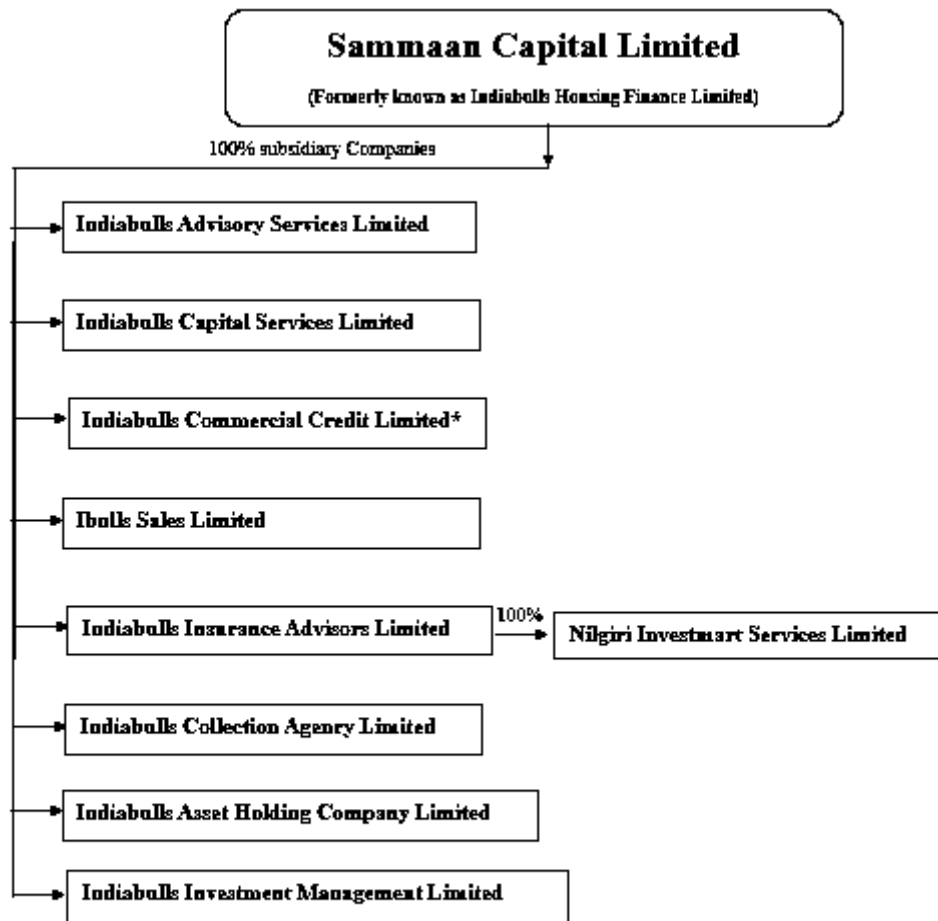 Sammaan Capital Limited
(Formerly known as Indiabulls Housing Finance Limited)
100% subsidiary Companies
Indiabulls Advisory Services Limited
Indiabulls Capital Services Limited
Indiabulls Commercial Credit Limited*
Ibulls Sales Limited
Indiabulls Insurance Advisors Limited
100%
Nilgiri Investmart Services Limited
Indiabulls Collection Agency Limited
Indiabulls Asset Holding Company Limited
Indiabulls Investment Management Limited